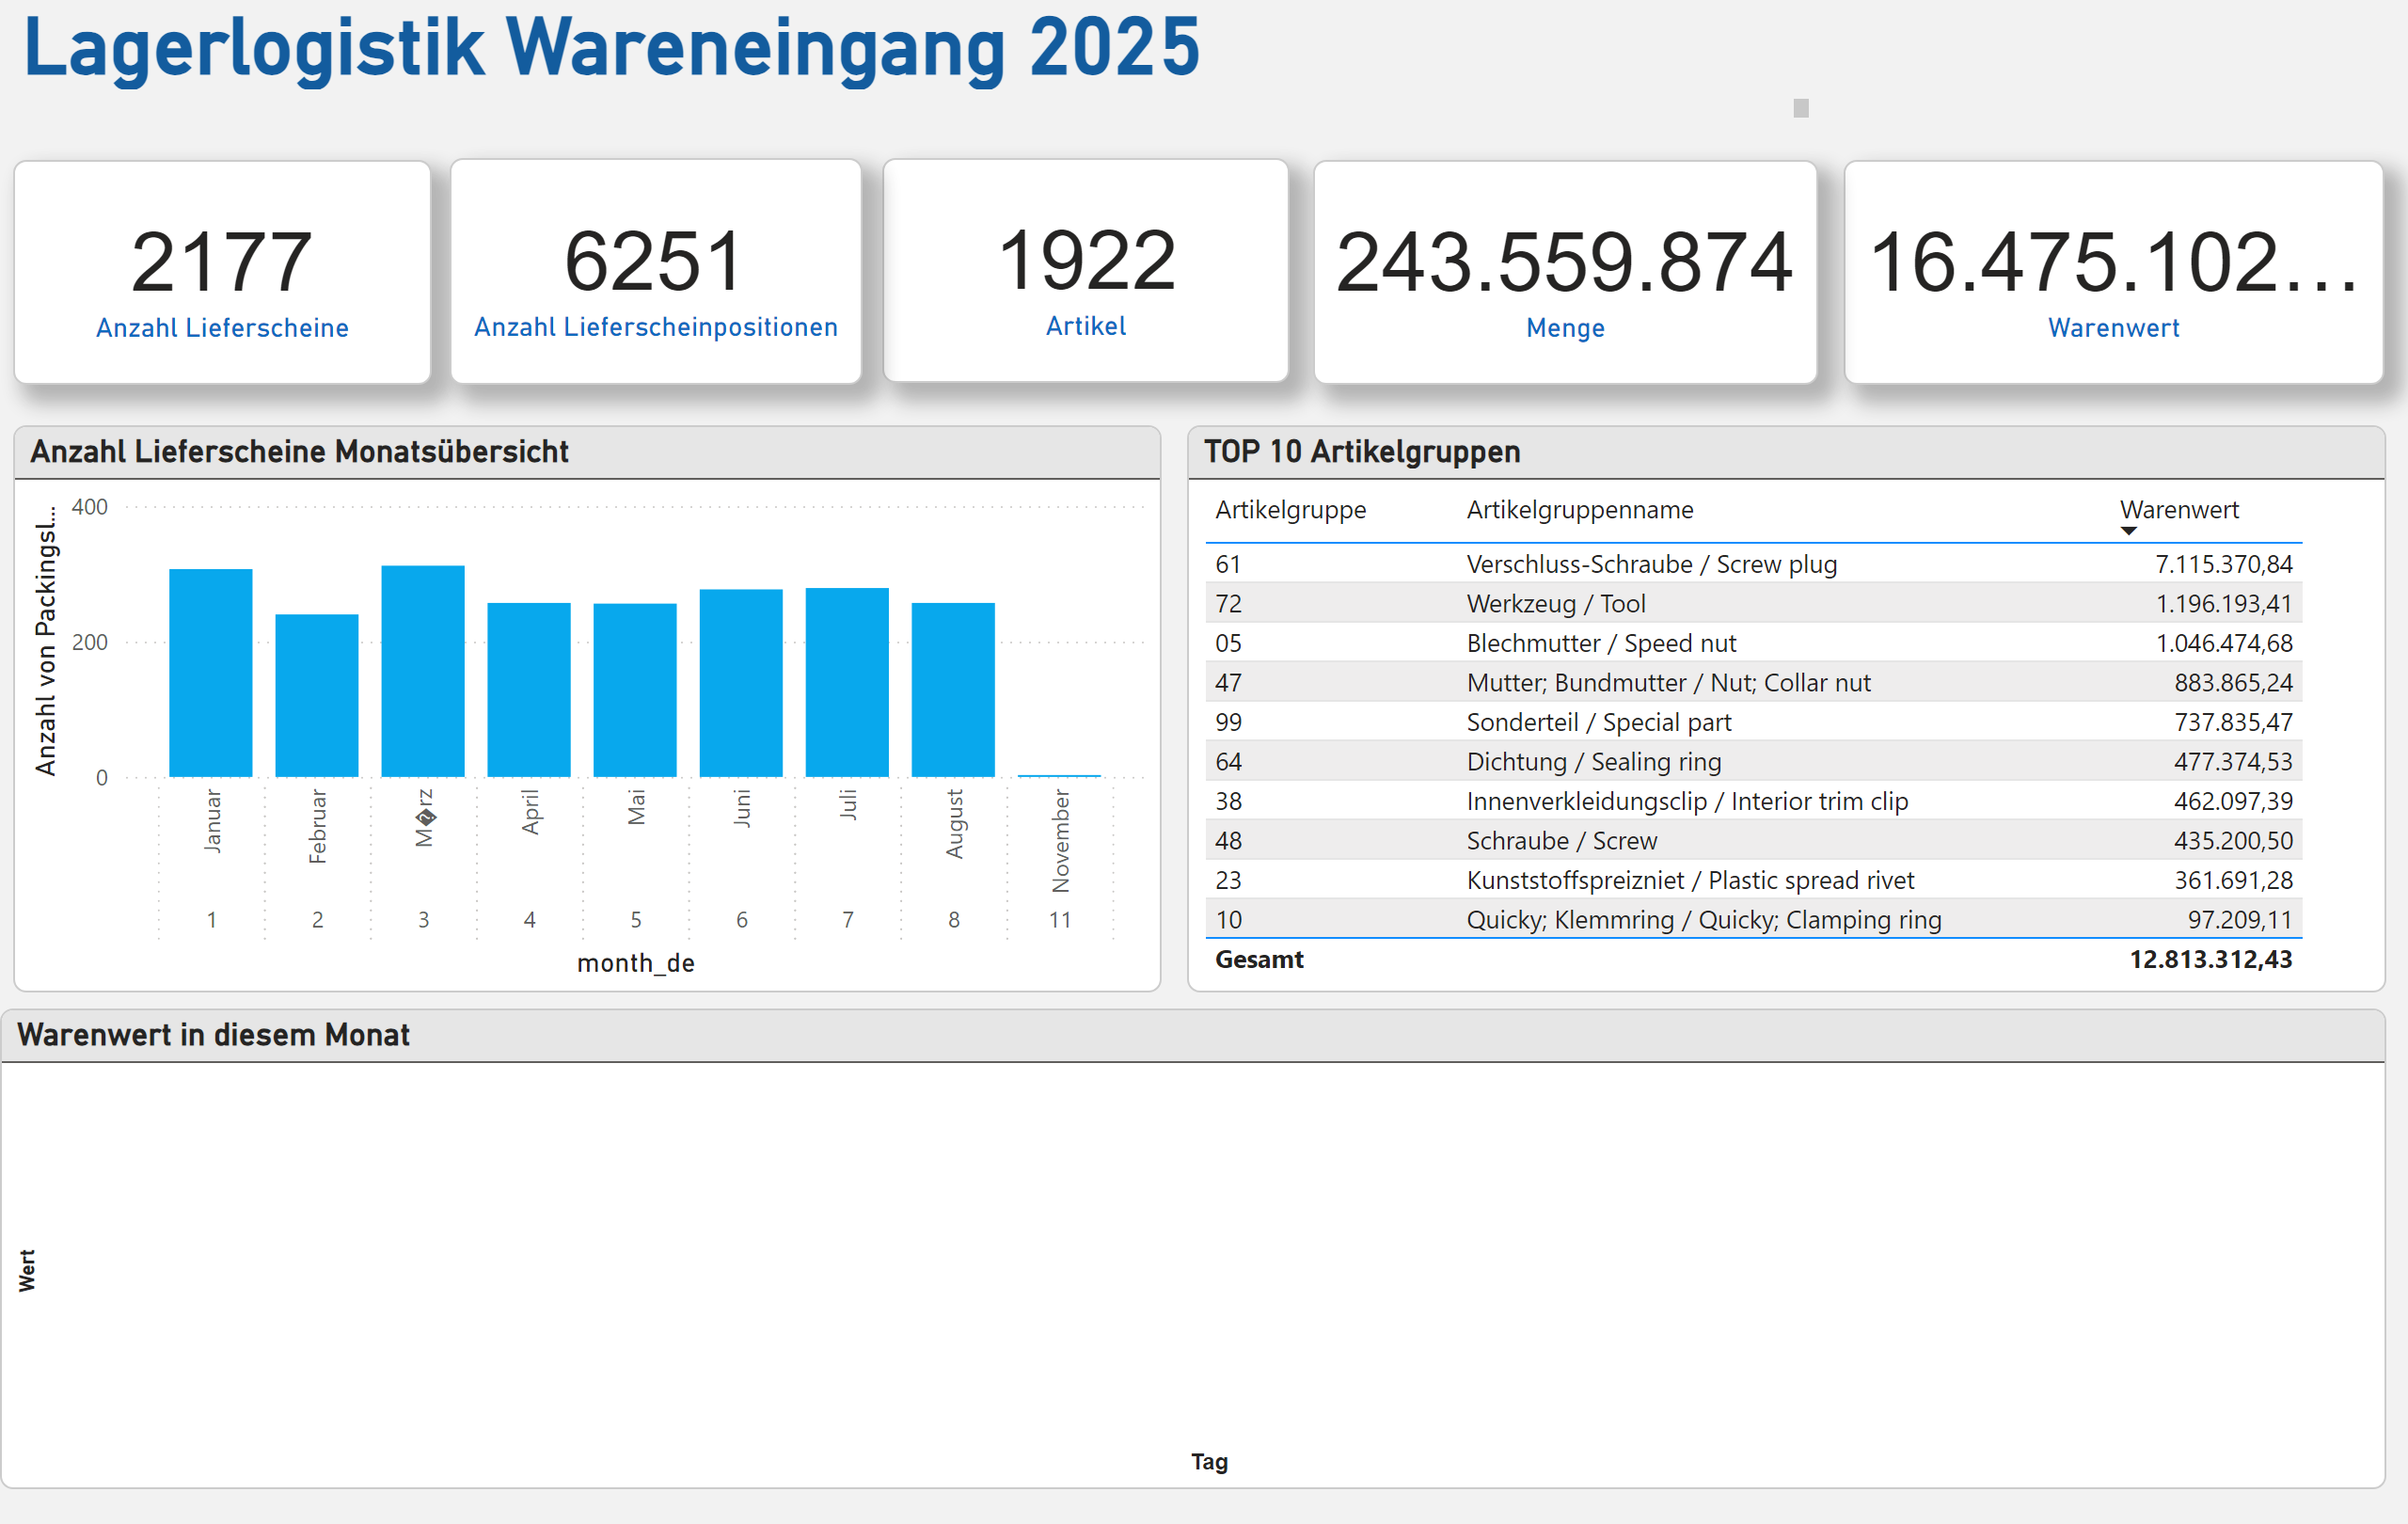 Lagerlogistik Wareneingang 2025
2177
Anzahl Lieferscheine
6251
Anzahl Lieferscheinpositionen
1922
Artikel
243.559.874
Menge
16.475.102...
Warenwert
Anzahl Lieferscheine Monatsübersicht
Anzahl von Packingsl...
400
200
0
Januar Februar M�rz April Mai Juni Juli August November
1 2 3 4 5 6 7 8 11
month_de
TOP 10 Artikelgruppen
Artikelgruppe Artikelgruppenname Warenwert
61 Verschluss-Schraube / Screw plug 7.115.370,84
72 Werkzeug / Tool 1.196.193,41
05 Blechmutter / Speed nut 1.046.474,68
47 Mutter; Bundmutter / Nut; Collar nut 883.865,24
99 Sonderteil / Special part 737.835,47
64 Dichtung / Sealing ring 477.374,53
38 Innenverkleidungsclip / Interior trim clip 462.097,39
48 Schraube / Screw 435.200,50
23 Kunststoffspreizniet / Plastic spread rivet 361.691,28
10 Quicky; Klemmring / Quicky; Clamping ring 97.209,11
Gesamt 12.813.312,43
Warenwert in diesem Monat
Wert
Tag